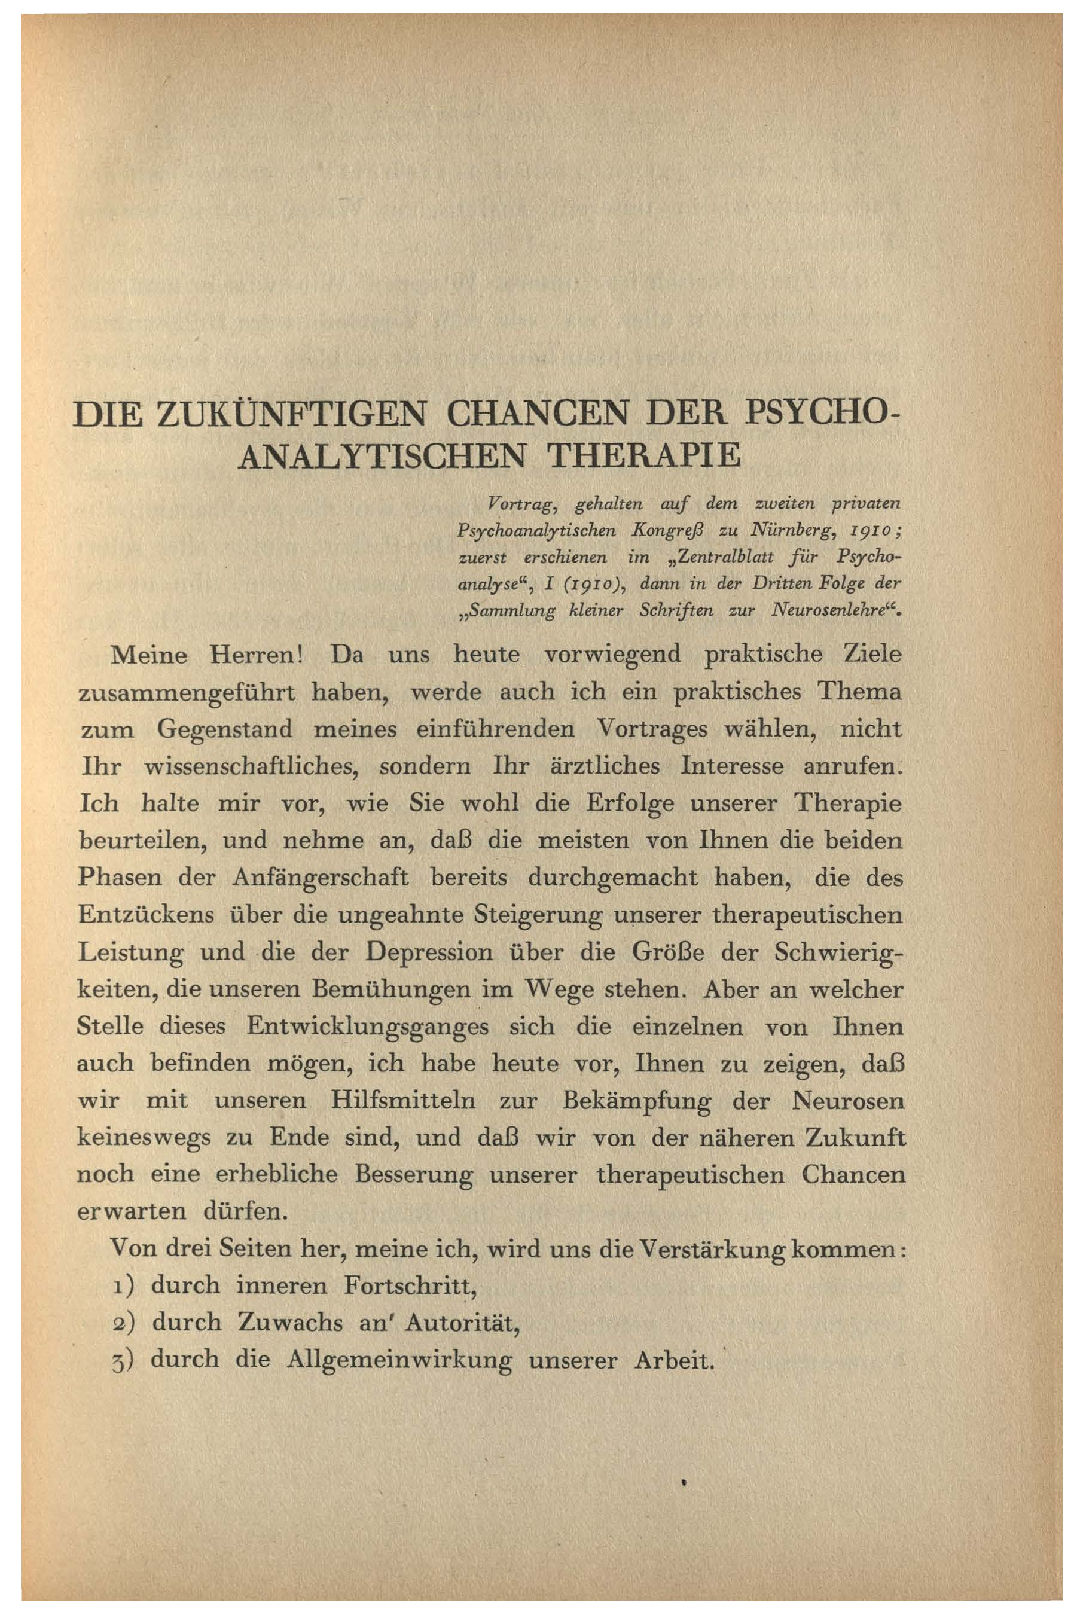 DIE ZUKÜNFTIGEN CHANCEN DER PSYCHO-
ANALYTISCHEN THERAPIE
Vortrag, gehalten auf dem zweiten privaten
Psychoanalytischen Kongreß zu Nürnberg, 1910;
zuerst erschienen im „Zentralblatt für Psycho-
analyse“, I (1910), dann in der Dritten Folge der
„Sammlung kleiner Schriften zur Neurosenlehre“.
Meine Herren! Da uns heute vorwiegend praktische Ziele
zusammengeführt haben, werde auch ich ein praktisches Thema
zum Gegenstand meines einführenden Vortrages wählen, nicht
Ihr wissenschaftliches, sondern Ihr ärztliches Interesse anrufen.
Ich halte mir vor, wie Sie wohl die Erfolge unserer Therapie
beurteilen, und nehme an, daß die meisten von Ihnen die beiden
Phasen der Anfängerschaft bereits durchgemacht haben, die des
Entzückens über die ungeahnte Steigerung unserer therapeutischen
Leistung und die der Depression über die Größe der Schwierig-
keiten, die unseren Bemühungen im Wege stehen. Aber an welcher
Stelle dieses Entwicklungsganges sich die einzelnen von Ihnen
auch befinden mögen, ich habe heute vor, Ihnen zu zeigen, daß
wir mit unseren Hilfsmitteln zur Bekämpfung der Neurosen
keineswegs zu Ende sind, und daß wir von der näheren Zukunft
noch eine erhebliche Besserung unserer therapeutischen Chancen
erwarten dürfen.
Von drei Seiten her, meine ich, wird uns die Verstärkung kommen:
1) durch inneren Fortschritt,
2) durch Zuwachs an Autorität,
3) durch die Allgemeinwirkung unserer Arbeit.